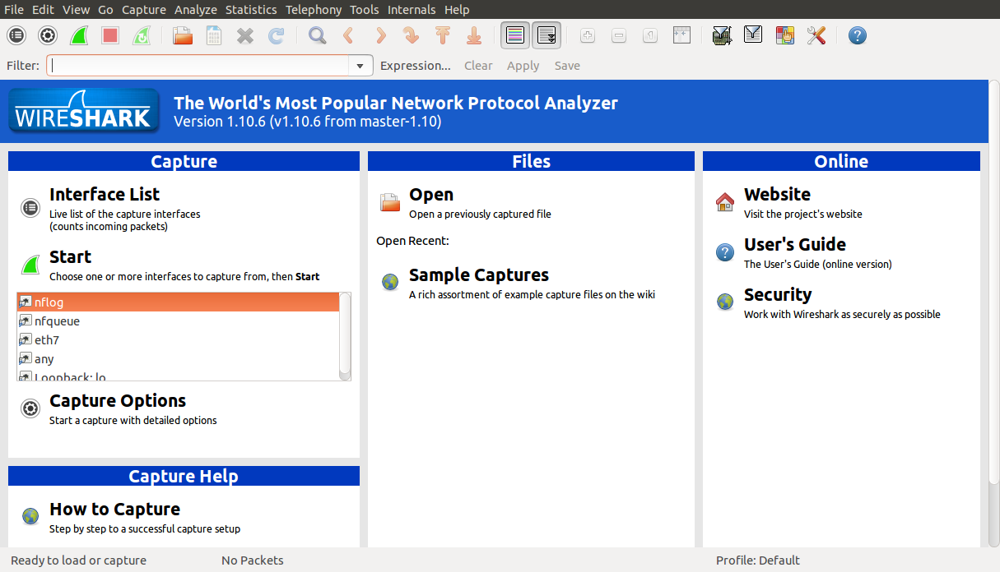 File Edit View Go Capture Analyze Statistics Telephony Tools Internals Help
Filter: Expression... Clear Apply Save
WIRESHARK
The World's Most Popular Network Protocol Analyzer
Version 1.10.6 (v1.10.6 from master-1.10)
Capture
Interface List
Live list of the capture interfaces
(counts incoming packets)
Start
Choose one or more interfaces to capture from, then Start
nflog
nfqueue
eth7
any
Loopback: lo
Capture Options
Start a capture with detailed options
Capture Help
How to Capture
Step by step to a successful capture setup
Files
Open
Open a previously captured file
Open Recent:
Sample Captures
A rich assortment of example capture files on the wiki
Online
Website
Visit the project's website
User's Guide
The User's Guide (online version)
Security
Work with Wireshark as securely as possible
Ready to load or capture No Packets Profile: Default